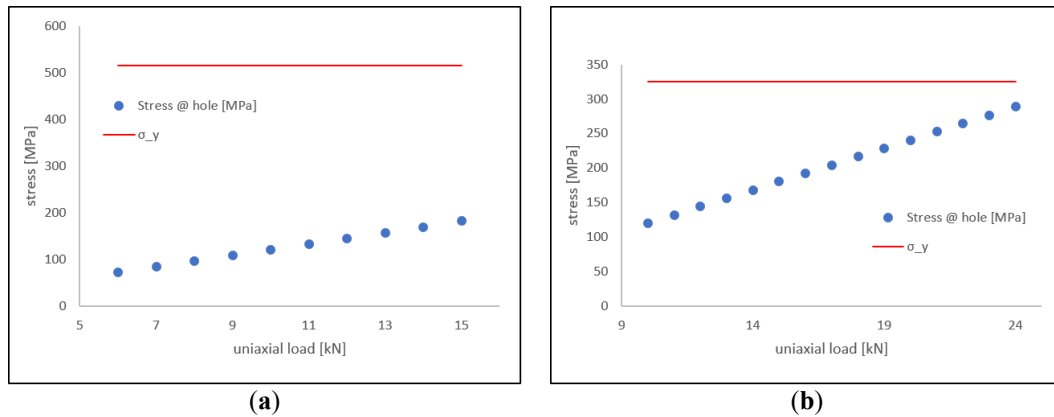 600
500
400
300
200
100
0
stress [MPa]
Stress @ hole [MPa]
σ_y
5 7 9 11 13 15
uniaxial load [kN]
(a)
350
300
250
200
150
100
50
0
stress [MPa]
Stress @ hole [MPa]
σ_y
9 14 19 24
uniaxial load [kN]
(b)